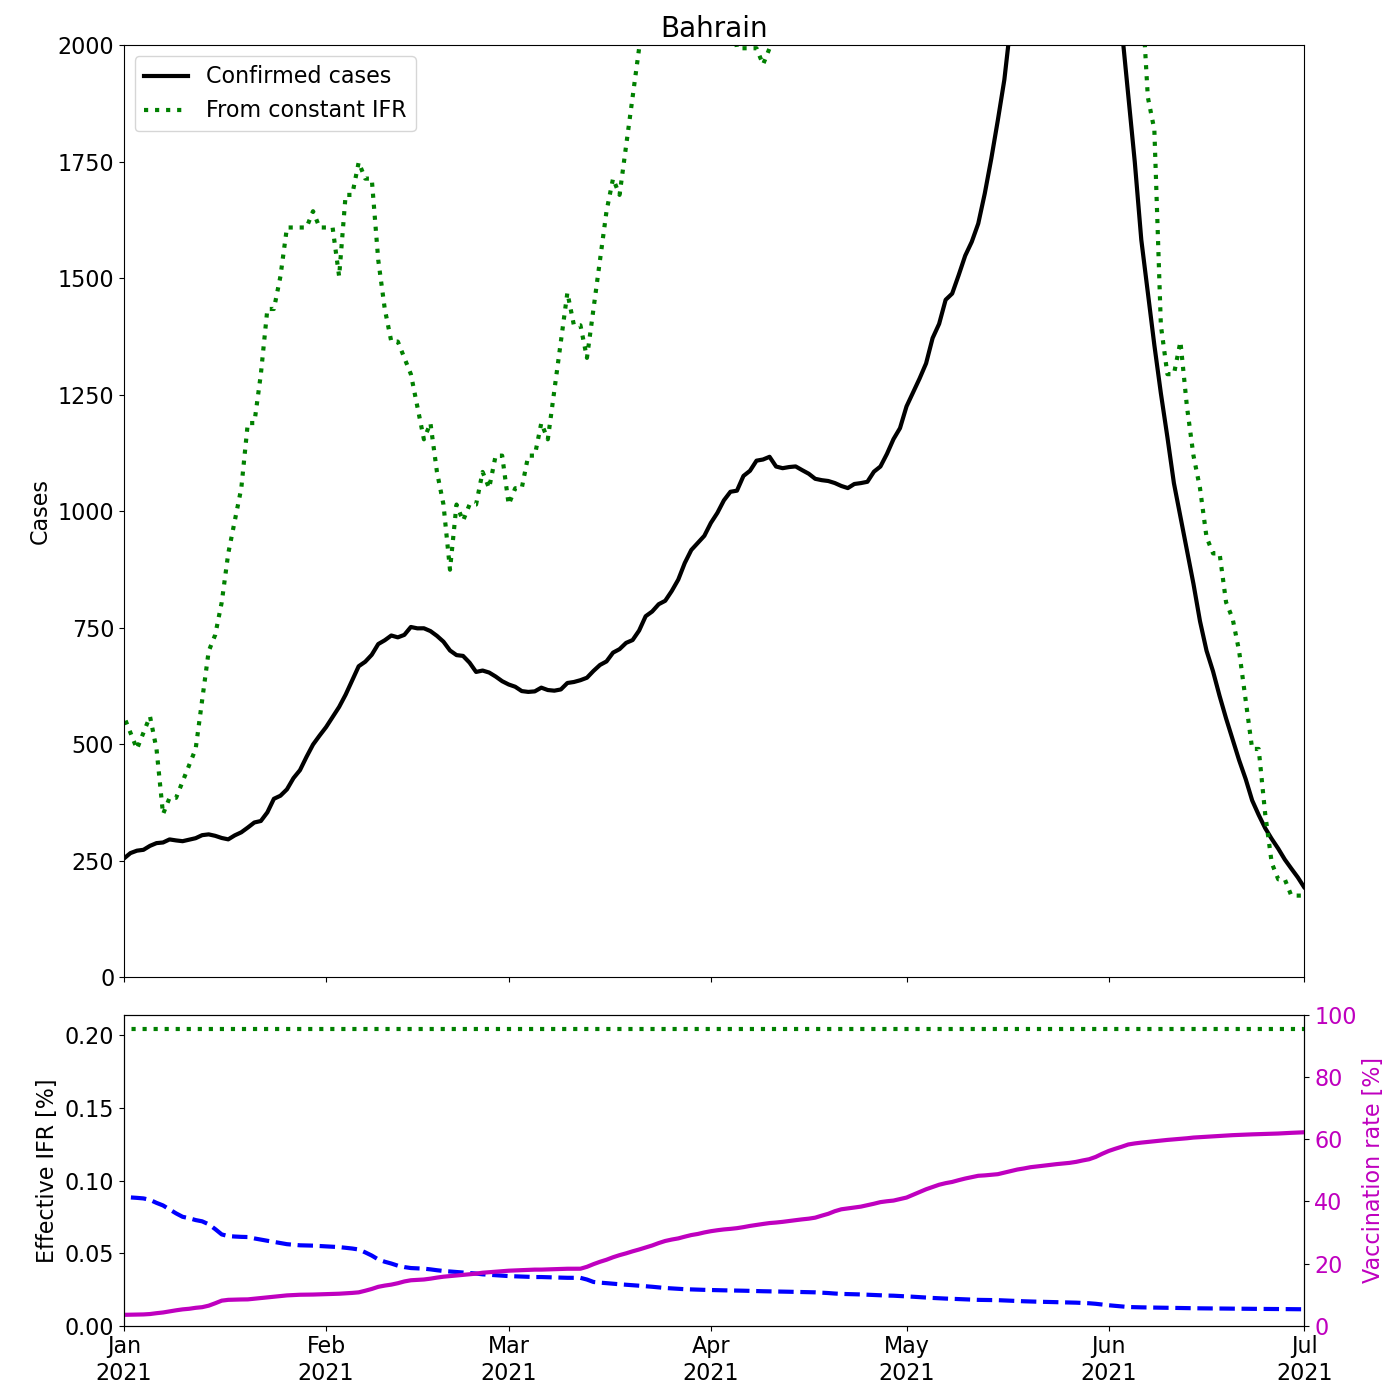 Bahrain
Confirmed cases
From constant IFR
2000
1750
1500
1250
1000
750
500
250
0
Cases
0.20
0.15
0.10
0.05
0.00
Effective IFR [%]
100
80
60
40
20
0
Vaccination rate [%]
Jan Feb Mar Apr May Jun Jul
2021 2021 2021 2021 2021 2021 2021